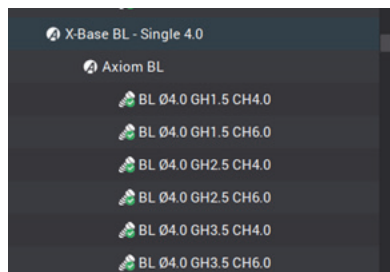 X-Base BL - Single 4.0
Axiom BL
BL Ø4.0 GH1.5 CH4.0
BL Ø4.0 GH1.5 CH6.0
BL Ø4.0 GH2.5 CH4.0
BL Ø4.0 GH2.5 CH6.0
BL Ø4.0 GH3.5 CH4.0
BL Ø4.0 GH3.5 CH6.0